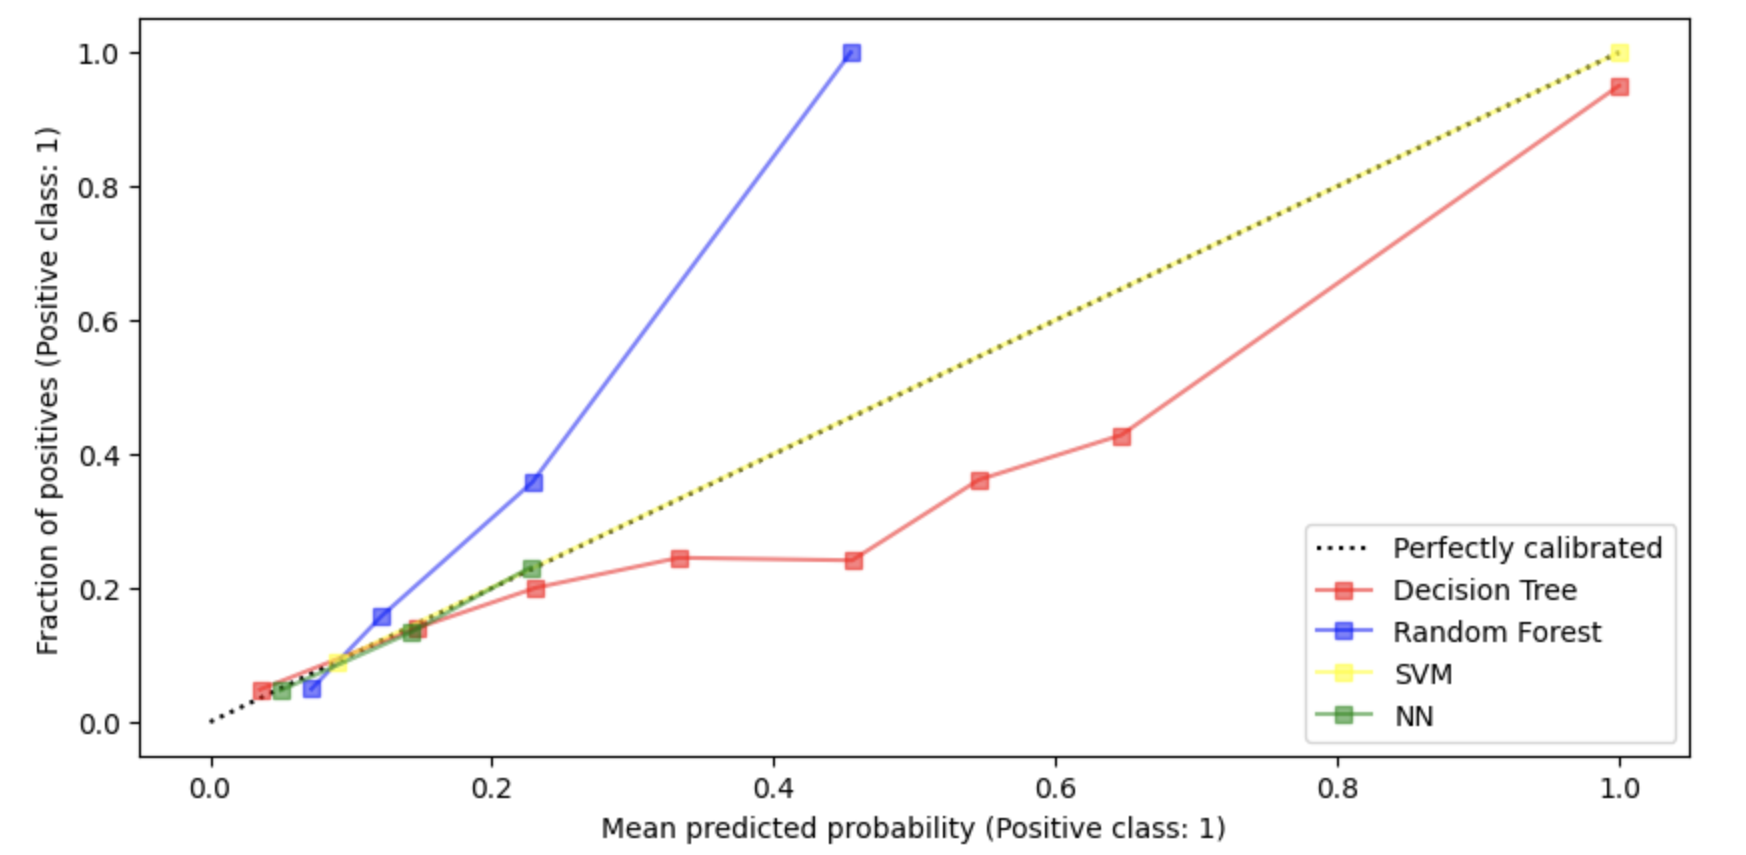 1.0
0.8
0.6
0.4
0.2
0.0
Fraction of positives (Positive class: 1)
Perfectly calibrated
Decision Tree
Random Forest
SVM
NN
0.0 0.2 0.4 0.6 0.8 1.0
Mean predicted probability (Positive class: 1)